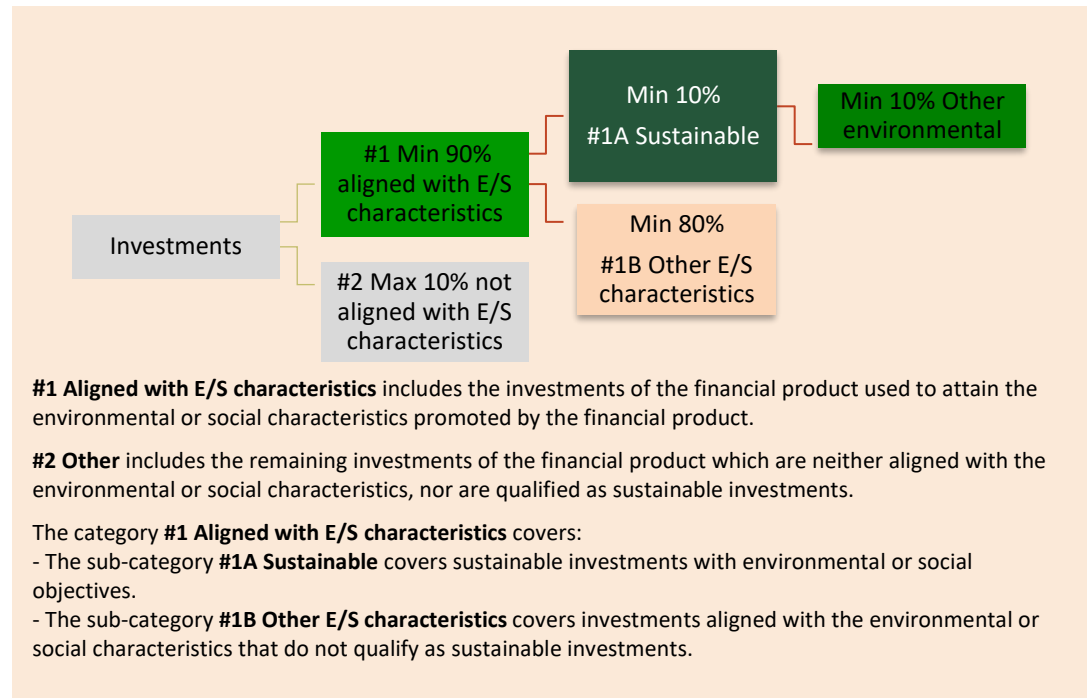 Investments
#1 Min 90%
aligned with E/S
characteristics
#2 Max 10% not
aligned with E/S
characteristics
Min 10%
#1A Sustainable
Min 80%
#1B Other E/S
characteristics
Min 10% Other
environmental
#1 Aligned with E/S characteristics includes the investments of the financial product used to attain the
environmental or social characteristics promoted by the financial product.
#2 Other includes the remaining investments of the financial product which are neither aligned with the
environmental or social characteristics, nor are qualified as sustainable investments.
The category #1 Aligned with E/S characteristics covers:
- The sub-category #1A Sustainable covers sustainable investments with environmental or social
objectives.
- The sub-category #1B Other E/S characteristics covers investments aligned with the environmental or
social characteristics that do not qualify as sustainable investments.